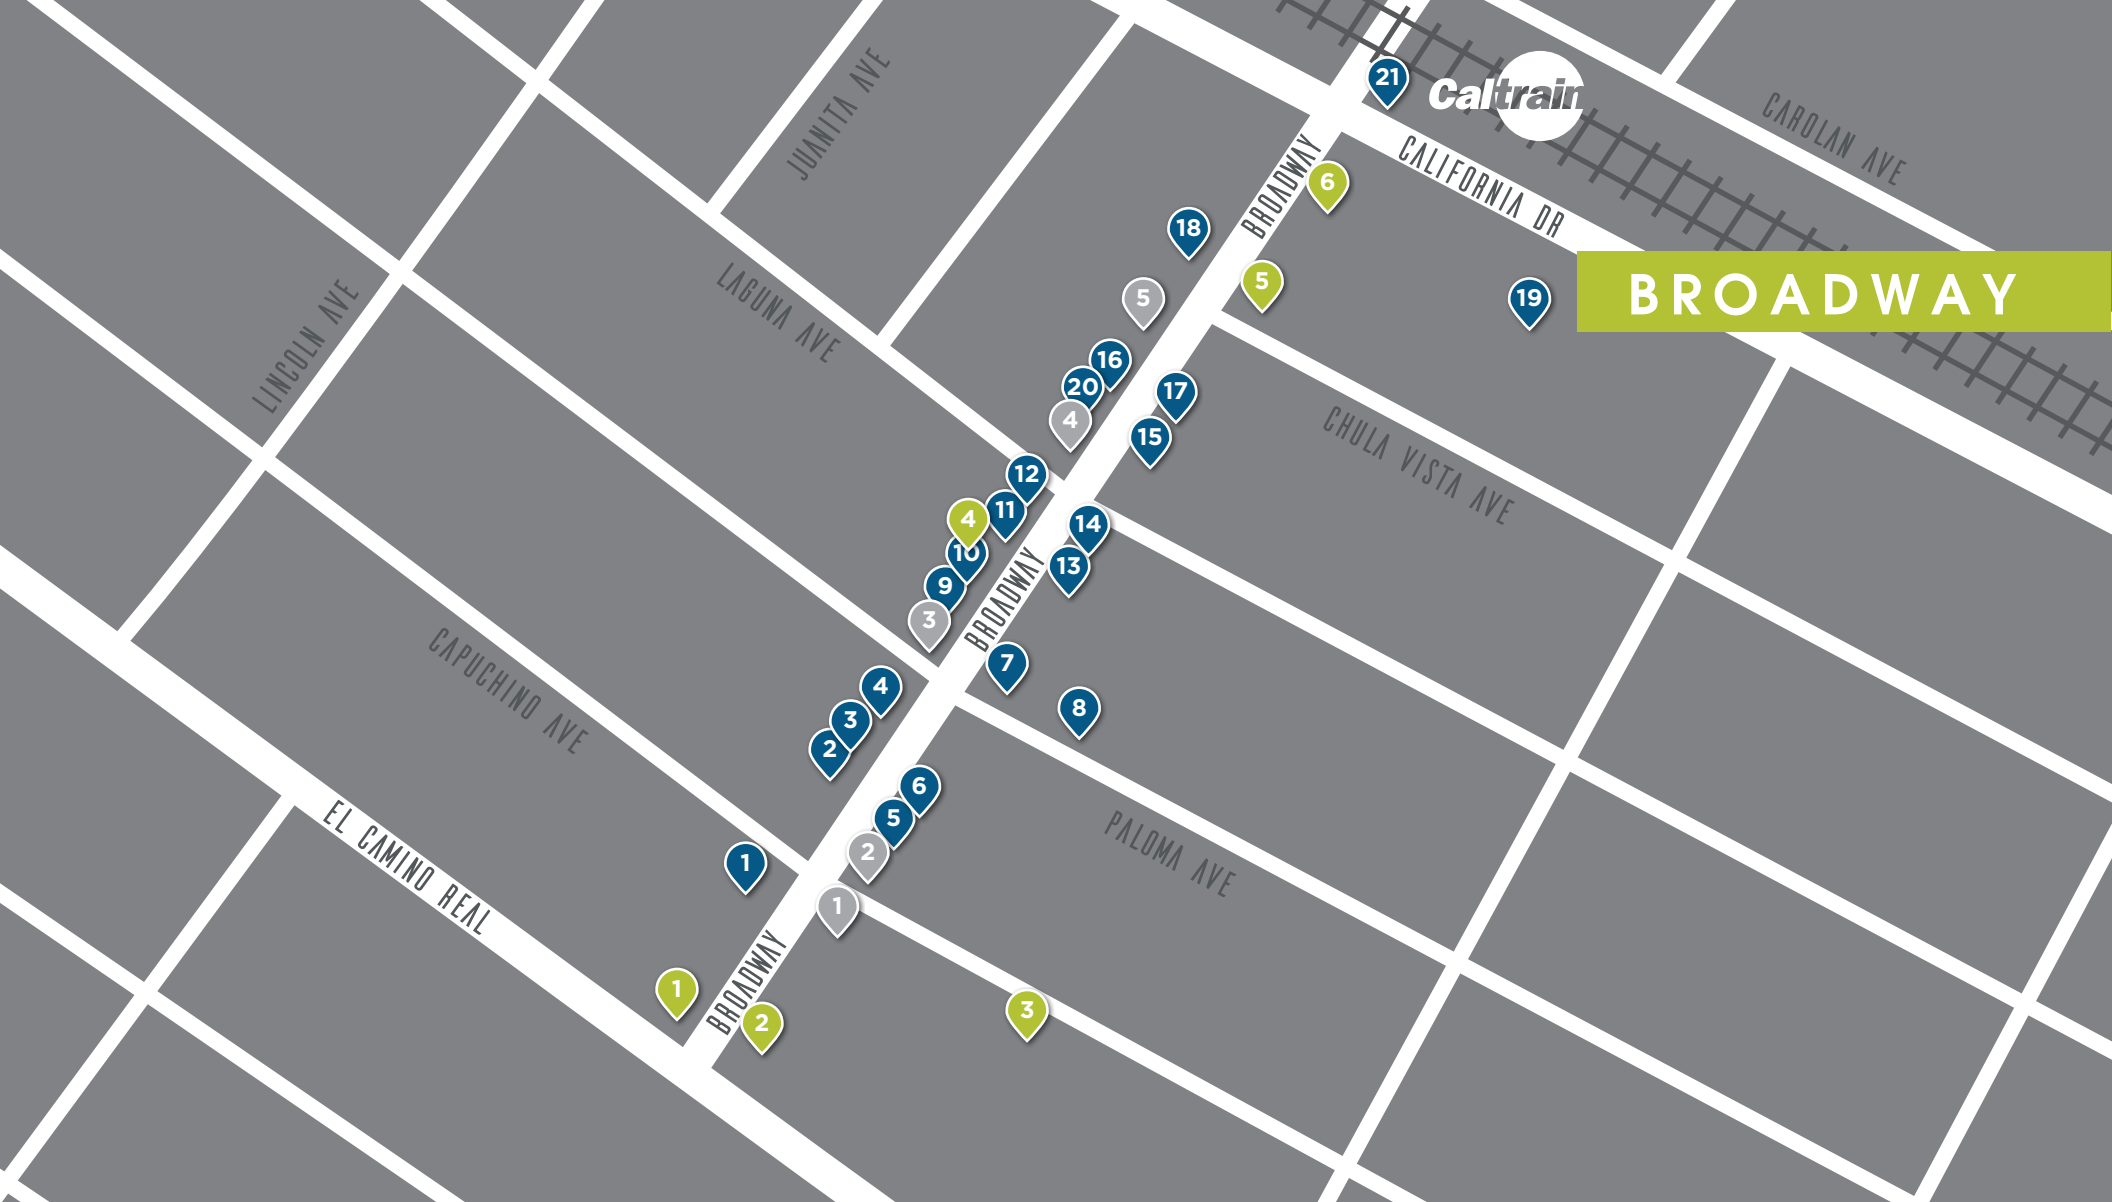 JUANITA AVE
21
Caltrain
CAROLAN AVE
CALIFORNIA DR
BROADWAY
6
18
5
5
19
BROADWAY
LINCOLN AVE
LAGUNA AVE
16
20
4
17
15
CHULA VISTA AVE
12
11
4
10
9
3
14
13
BROADWAY
7
8
4
3
2
CAPUCHINO AVE
6
5
2
1
1
PALOMA AVE
EL CAMINO REAL
BROADWAY
1
2
3